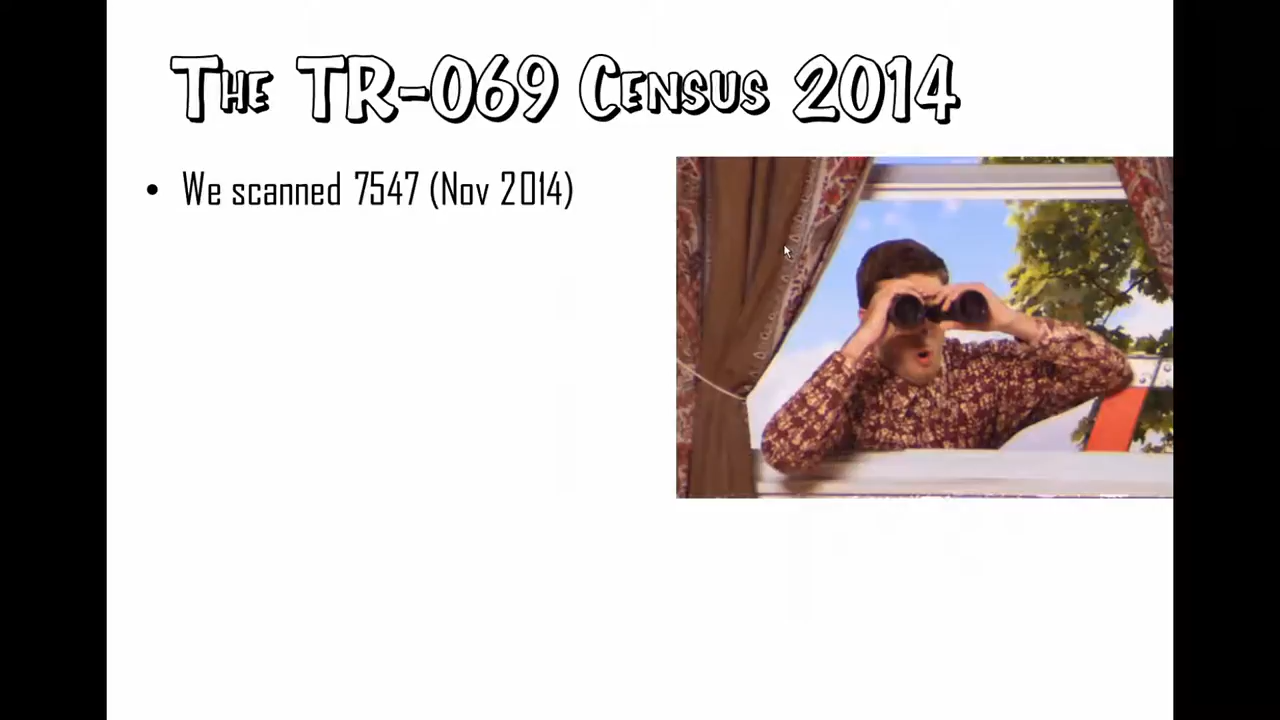 The TR-069 Census 2014
• We scanned 7547 (Nov 2014)